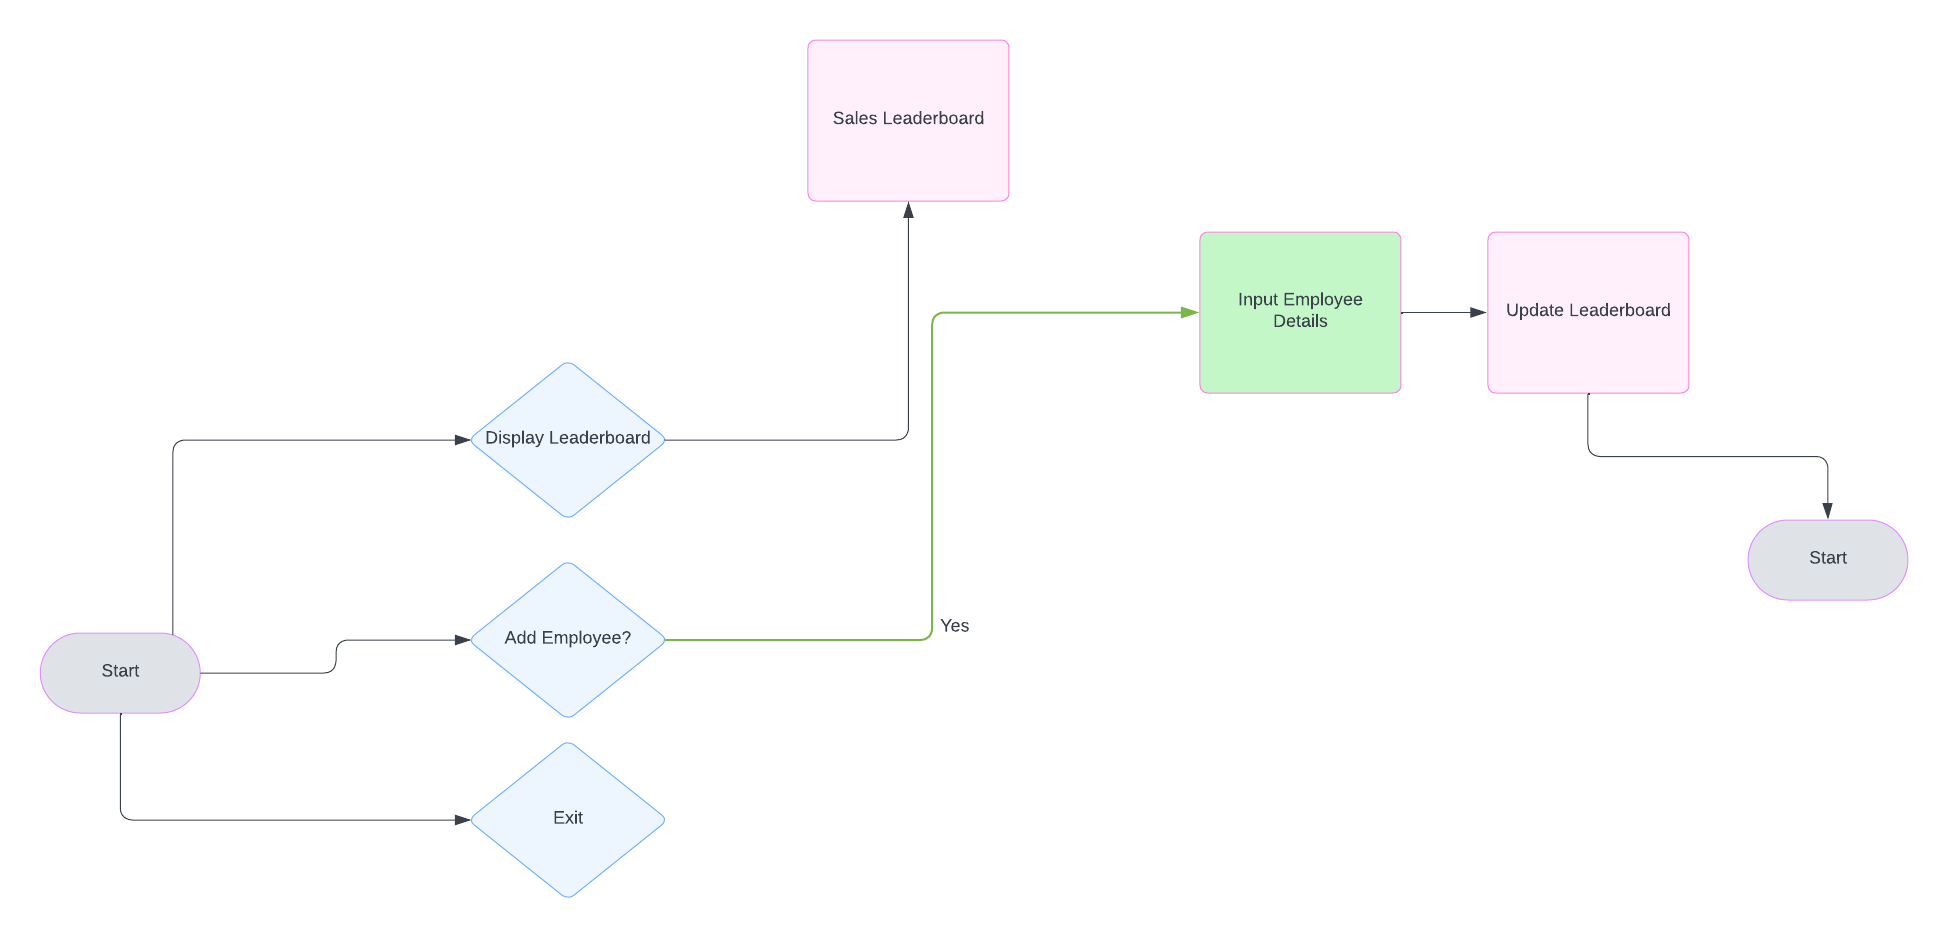 Sales Leaderboard
Input Employee
Details
Update Leaderboard
Display Leaderboard
Start
Add Employee?
Yes
Start
Exit